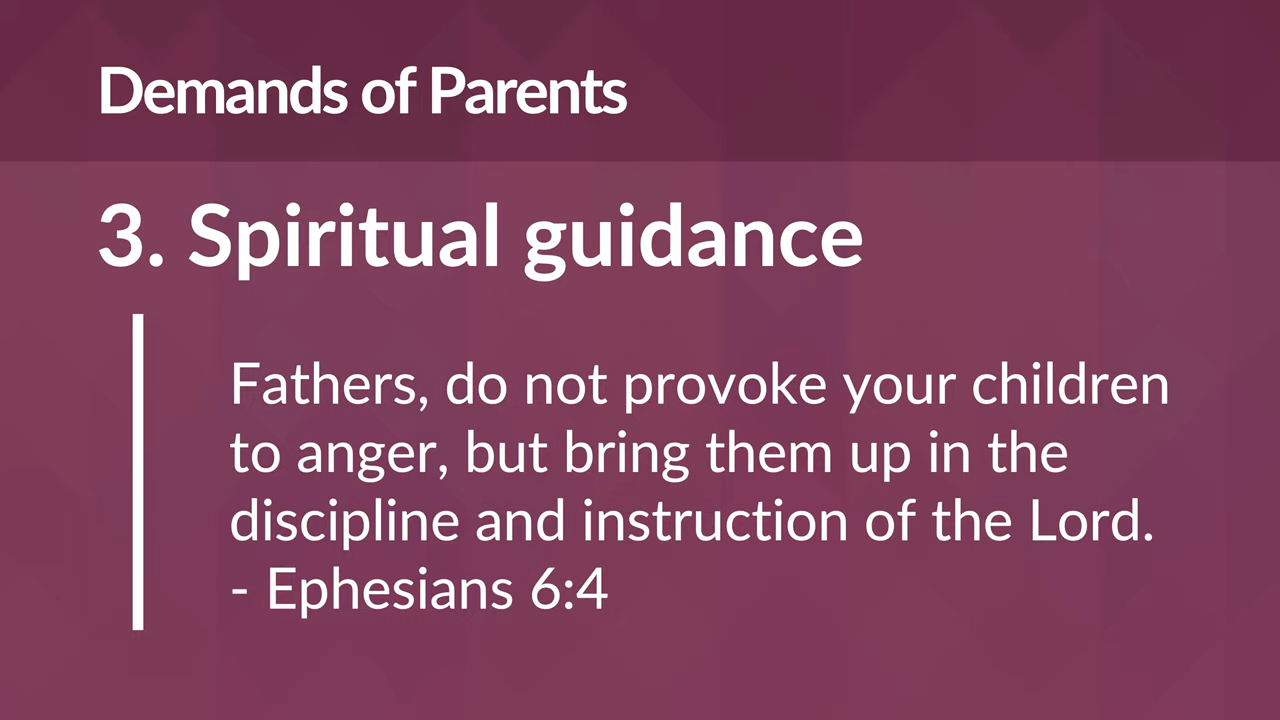 Demands of Parents
3. Spiritual guidance
Fathers, do not provoke your children
to anger, but bring them up in the
discipline and instruction of the Lord.
- Ephesians 6:4